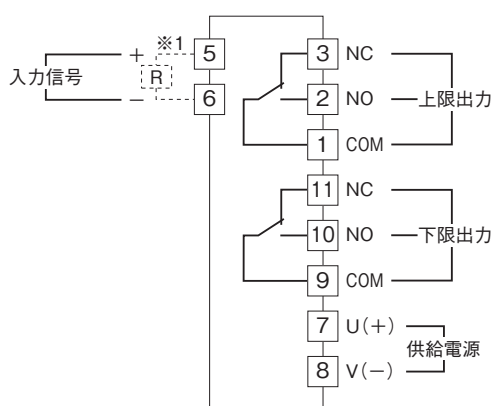 ※1
入力信号
+
R
−
5
6
3 NC
2 NO 上限出力
1 COM
11 NC
10 NO 下限出力
9 COM
7 U(+)
供給電源
8 V(−)